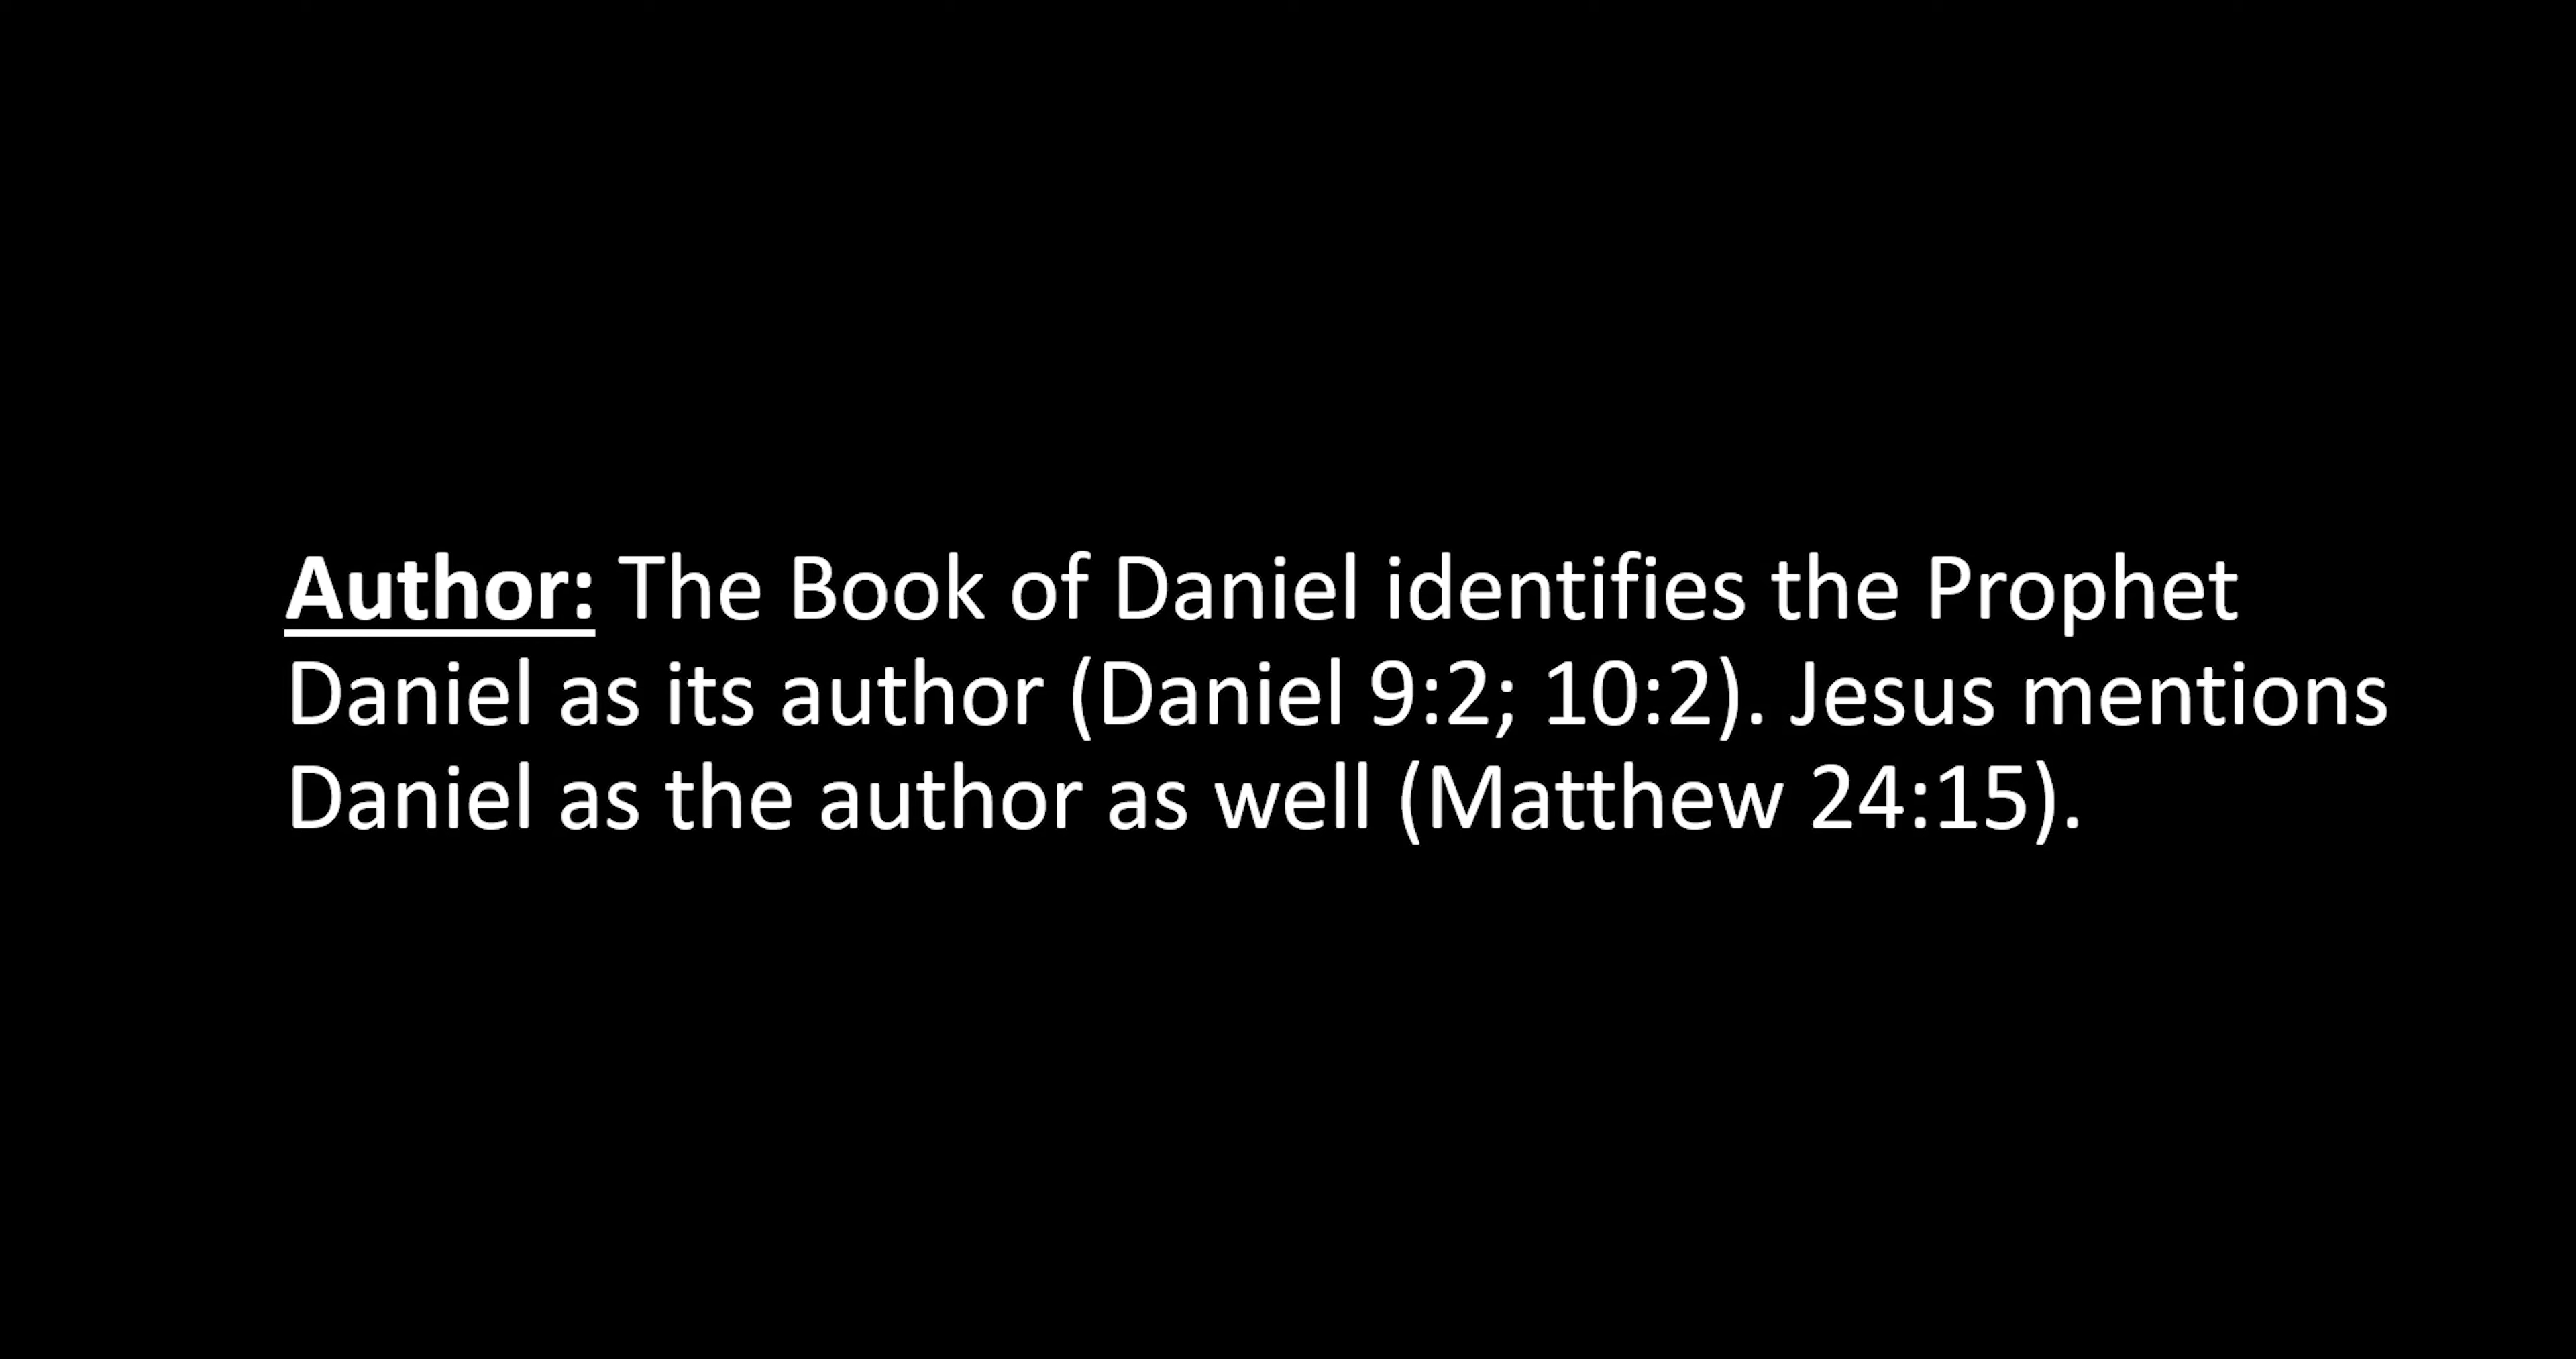 Author: The Book of Daniel identifies the Prophet
Daniel as its author (Daniel 9:2; 10:2). Jesus mentions
Daniel as the author as well (Matthew 24:15).